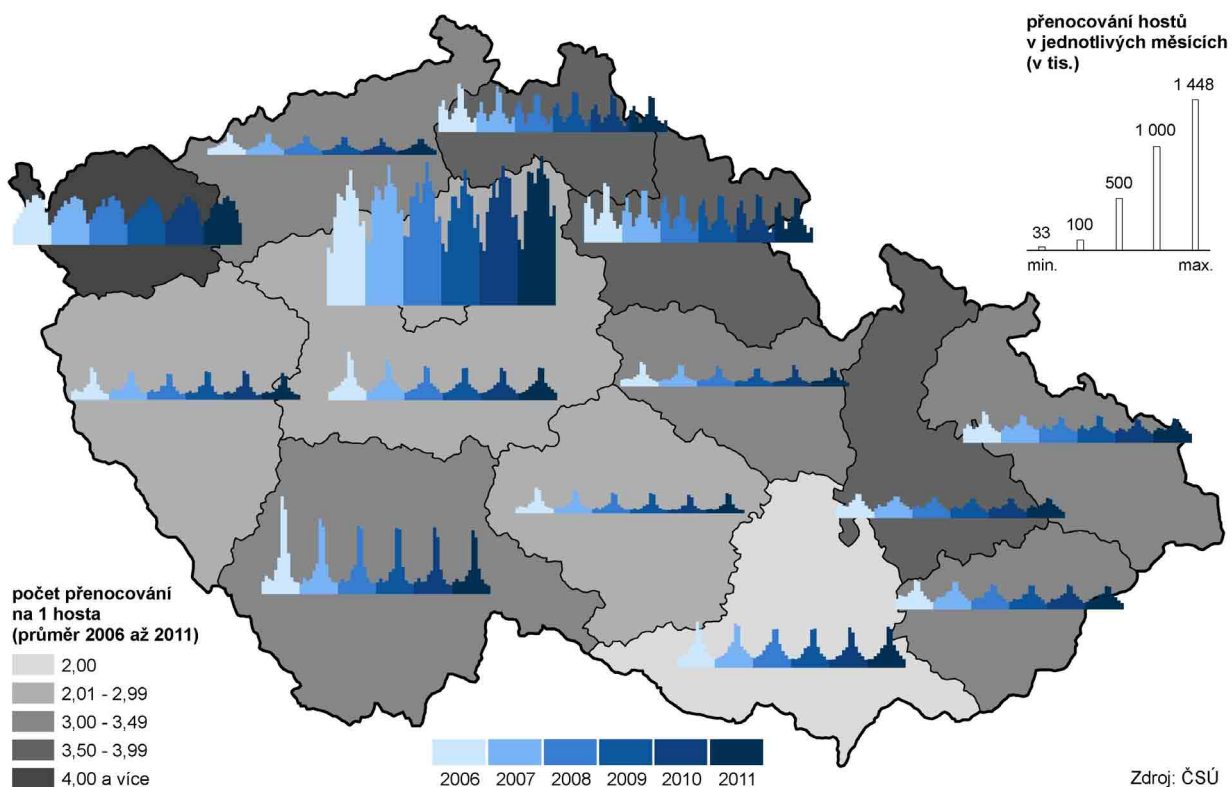 přenocování hostů
v jednotlivých měsících
(v tis.)
1 448
1 000
500
100
33
min.
max.
počet přenocování
na 1 hosta
(průměr 2006 až 2011)
2,00
2,01 - 2,99
3,00 - 3,49
3,50 - 3,99
4,00 a více
2006 2007 2008 2009 2010 2011
Zdroj: ČSÚ